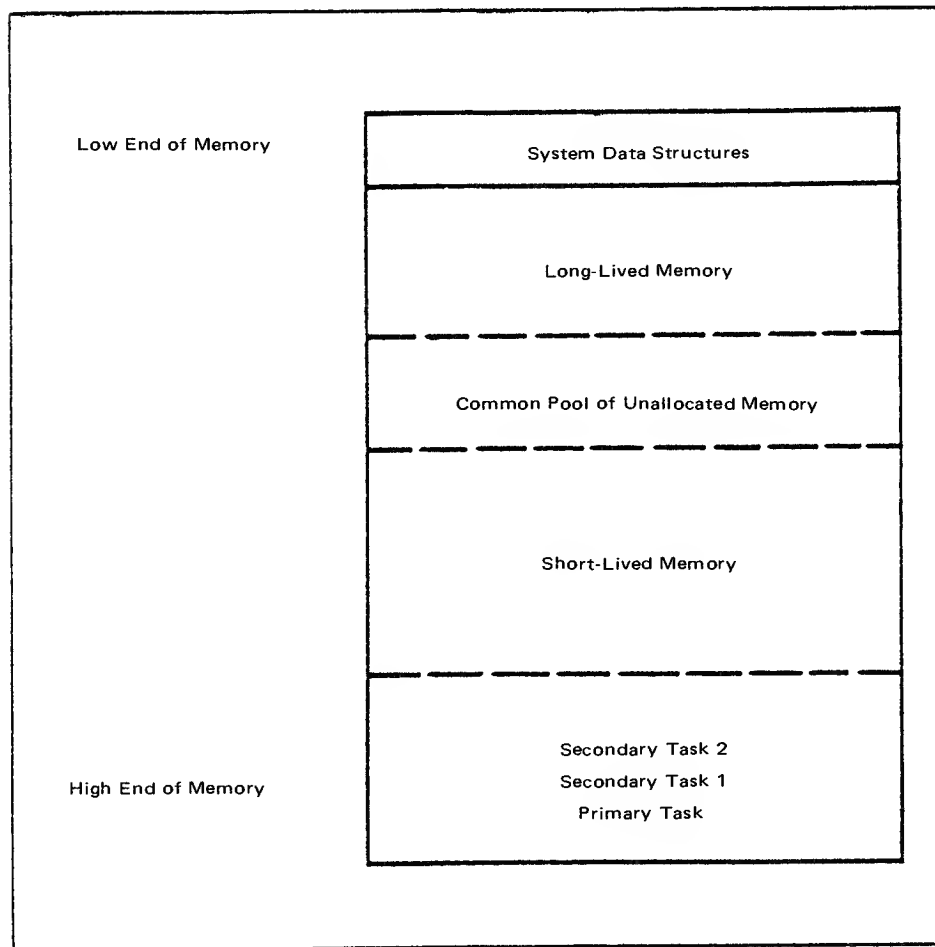 Low End of Memory
System Data Structures
Long-Lived Memory
Common Pool of Unallocated Memory
Short-Lived Memory
Secondary Task 2
Secondary Task 1
High End of Memory
Primary Task